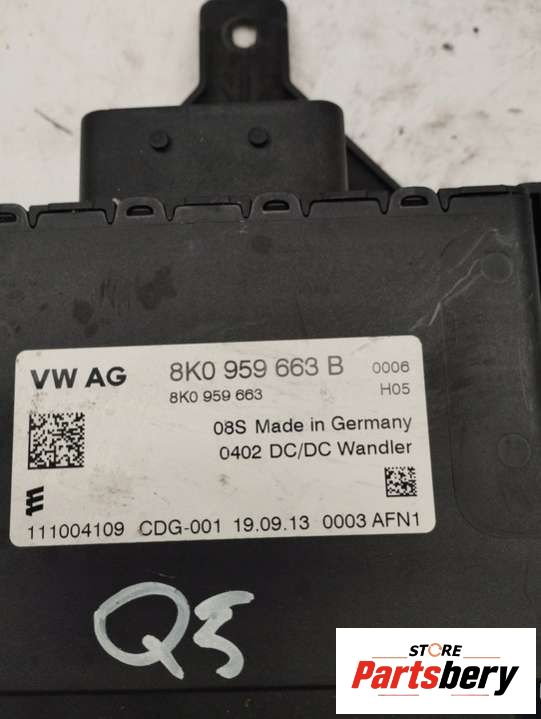 VW AG 8K0 959 663 B 0006
8K0 959 663 H05
08S Made in Germany
0402 DC/DC Wandler
111004109 CDG-001 19.09.13 0003 AFN1
Q5
STORE
Partsbery